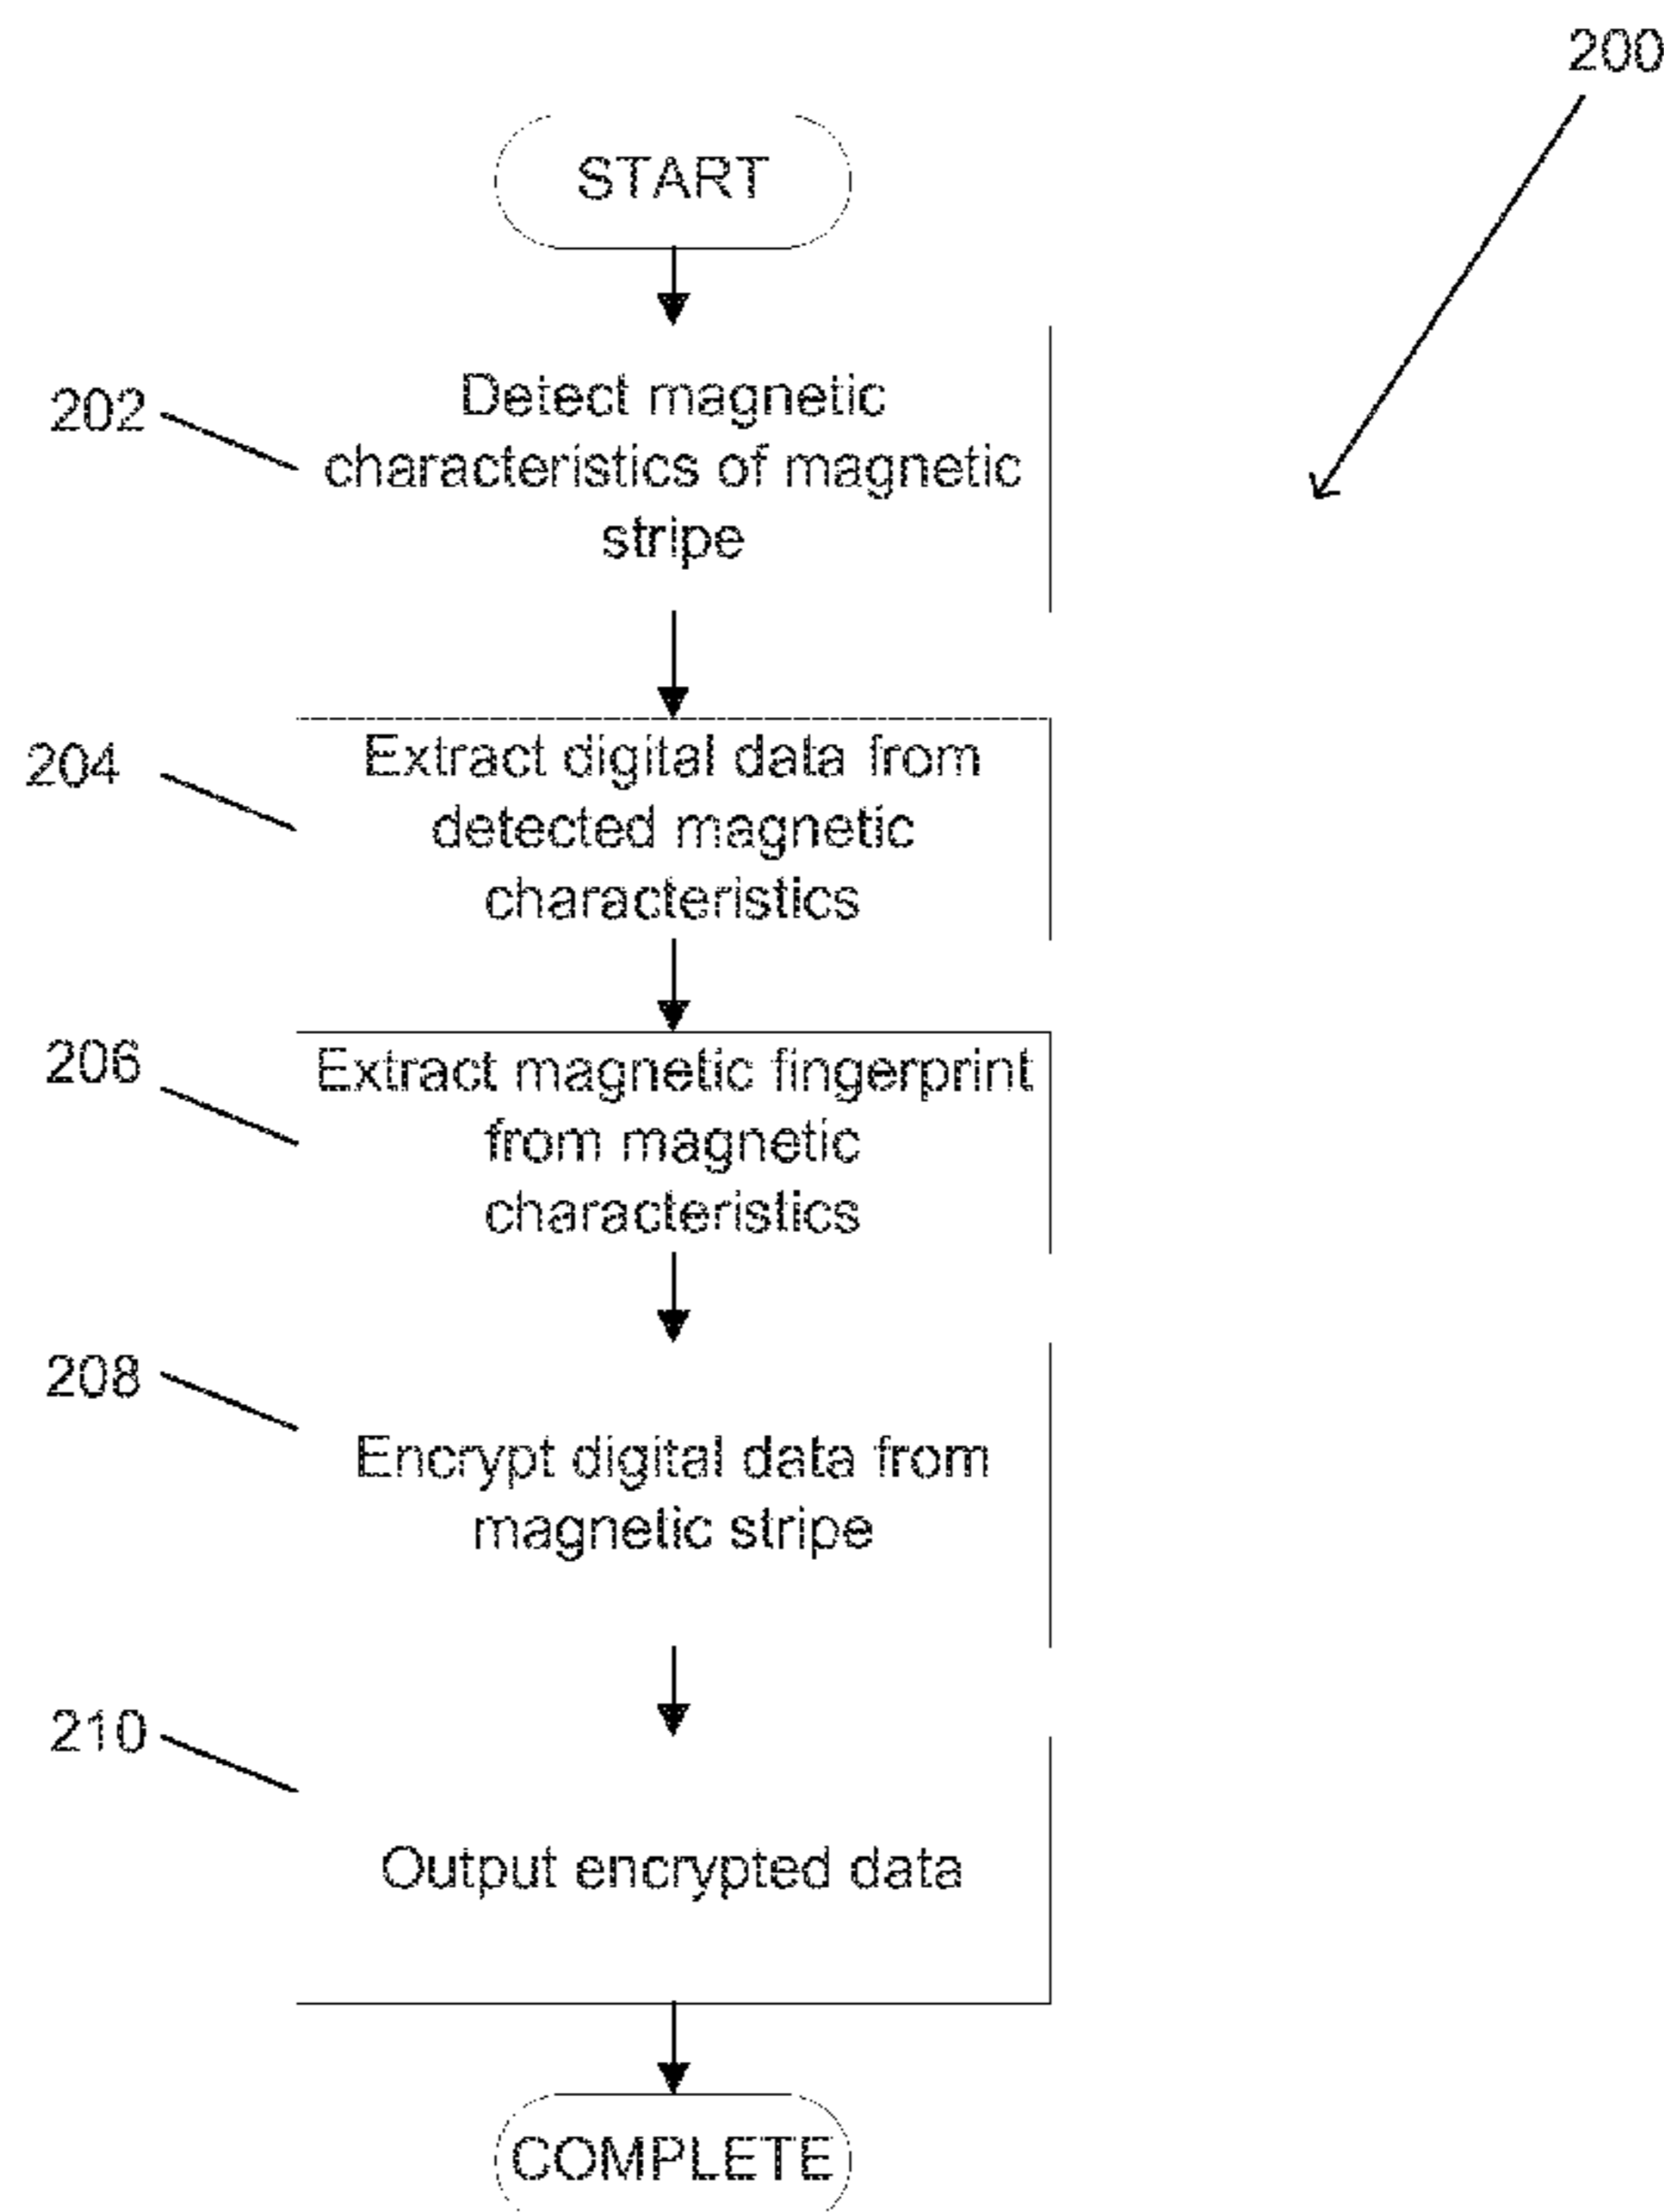 200
START
202
Detect magnetic
characteristics of magnetic
stripe
204
Extract digital data from
detected magnetic
characteristics
206
Extract magnetic fingerprint
from magnetic
characteristics
208
Encrypt digital data from
magnetic stripe
210
Output encrypted data
COMPLETE